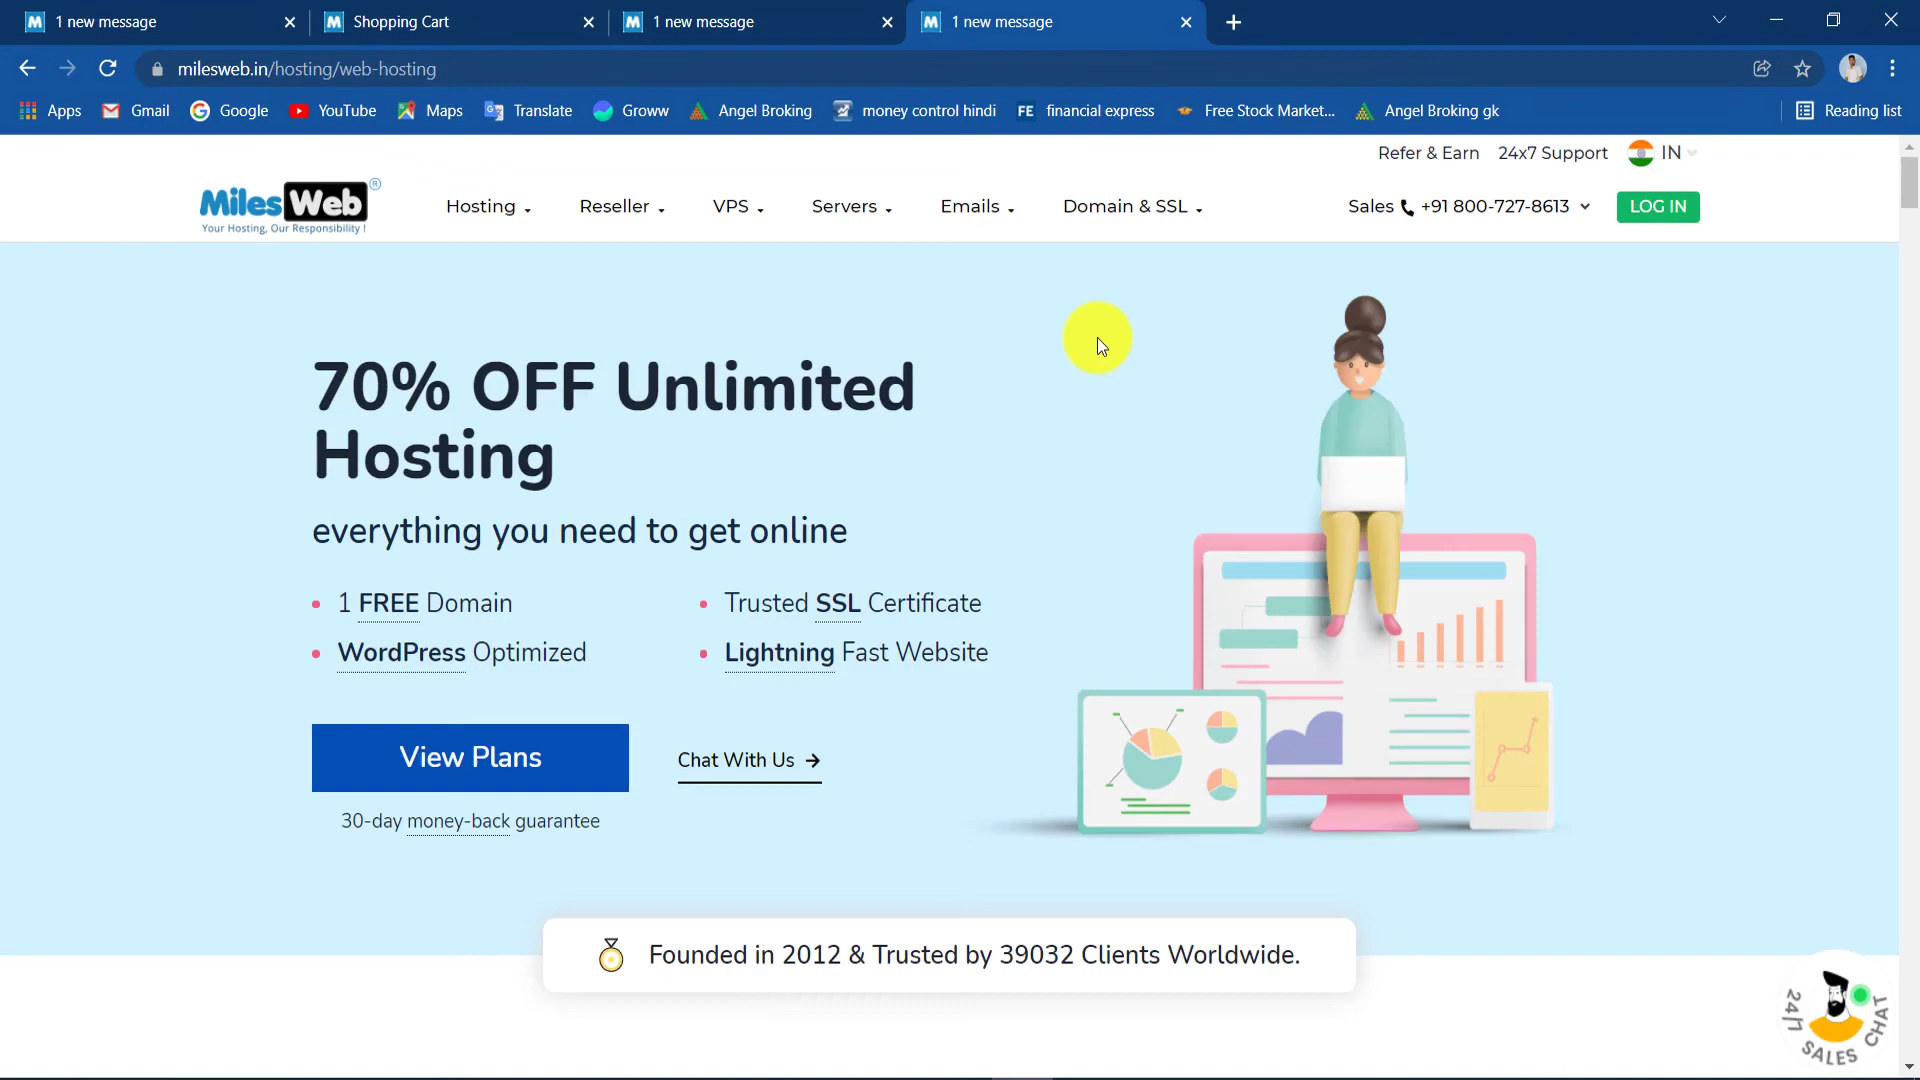 1 new message
Shopping Cart
1 new message
1 new message
milesweb.in/hosting/web-hosting
Apps
Gmail
Google
YouTube
Maps
Translate
Groww
Angel Broking
money control hindi
FE financial express
Free Stock Market...
Angel Broking gk
Reading list
Refer & Earn
24x7 Support
IN
MilesWeb®
Your Hosting, Our Responsibility !
Hosting
Reseller
VPS
Servers
Emails
Domain & SSL
Sales +91 800-727-8613
LOG IN
70% OFF Unlimited
Hosting
everything you need to get online
1 FREE Domain
Trusted SSL Certificate
WordPress Optimized
Lightning Fast Website
View Plans
Chat With Us →
30-day money-back guarantee
Founded in 2012 & Trusted by 39032 Clients Worldwide.
24/7 SALES CHAT